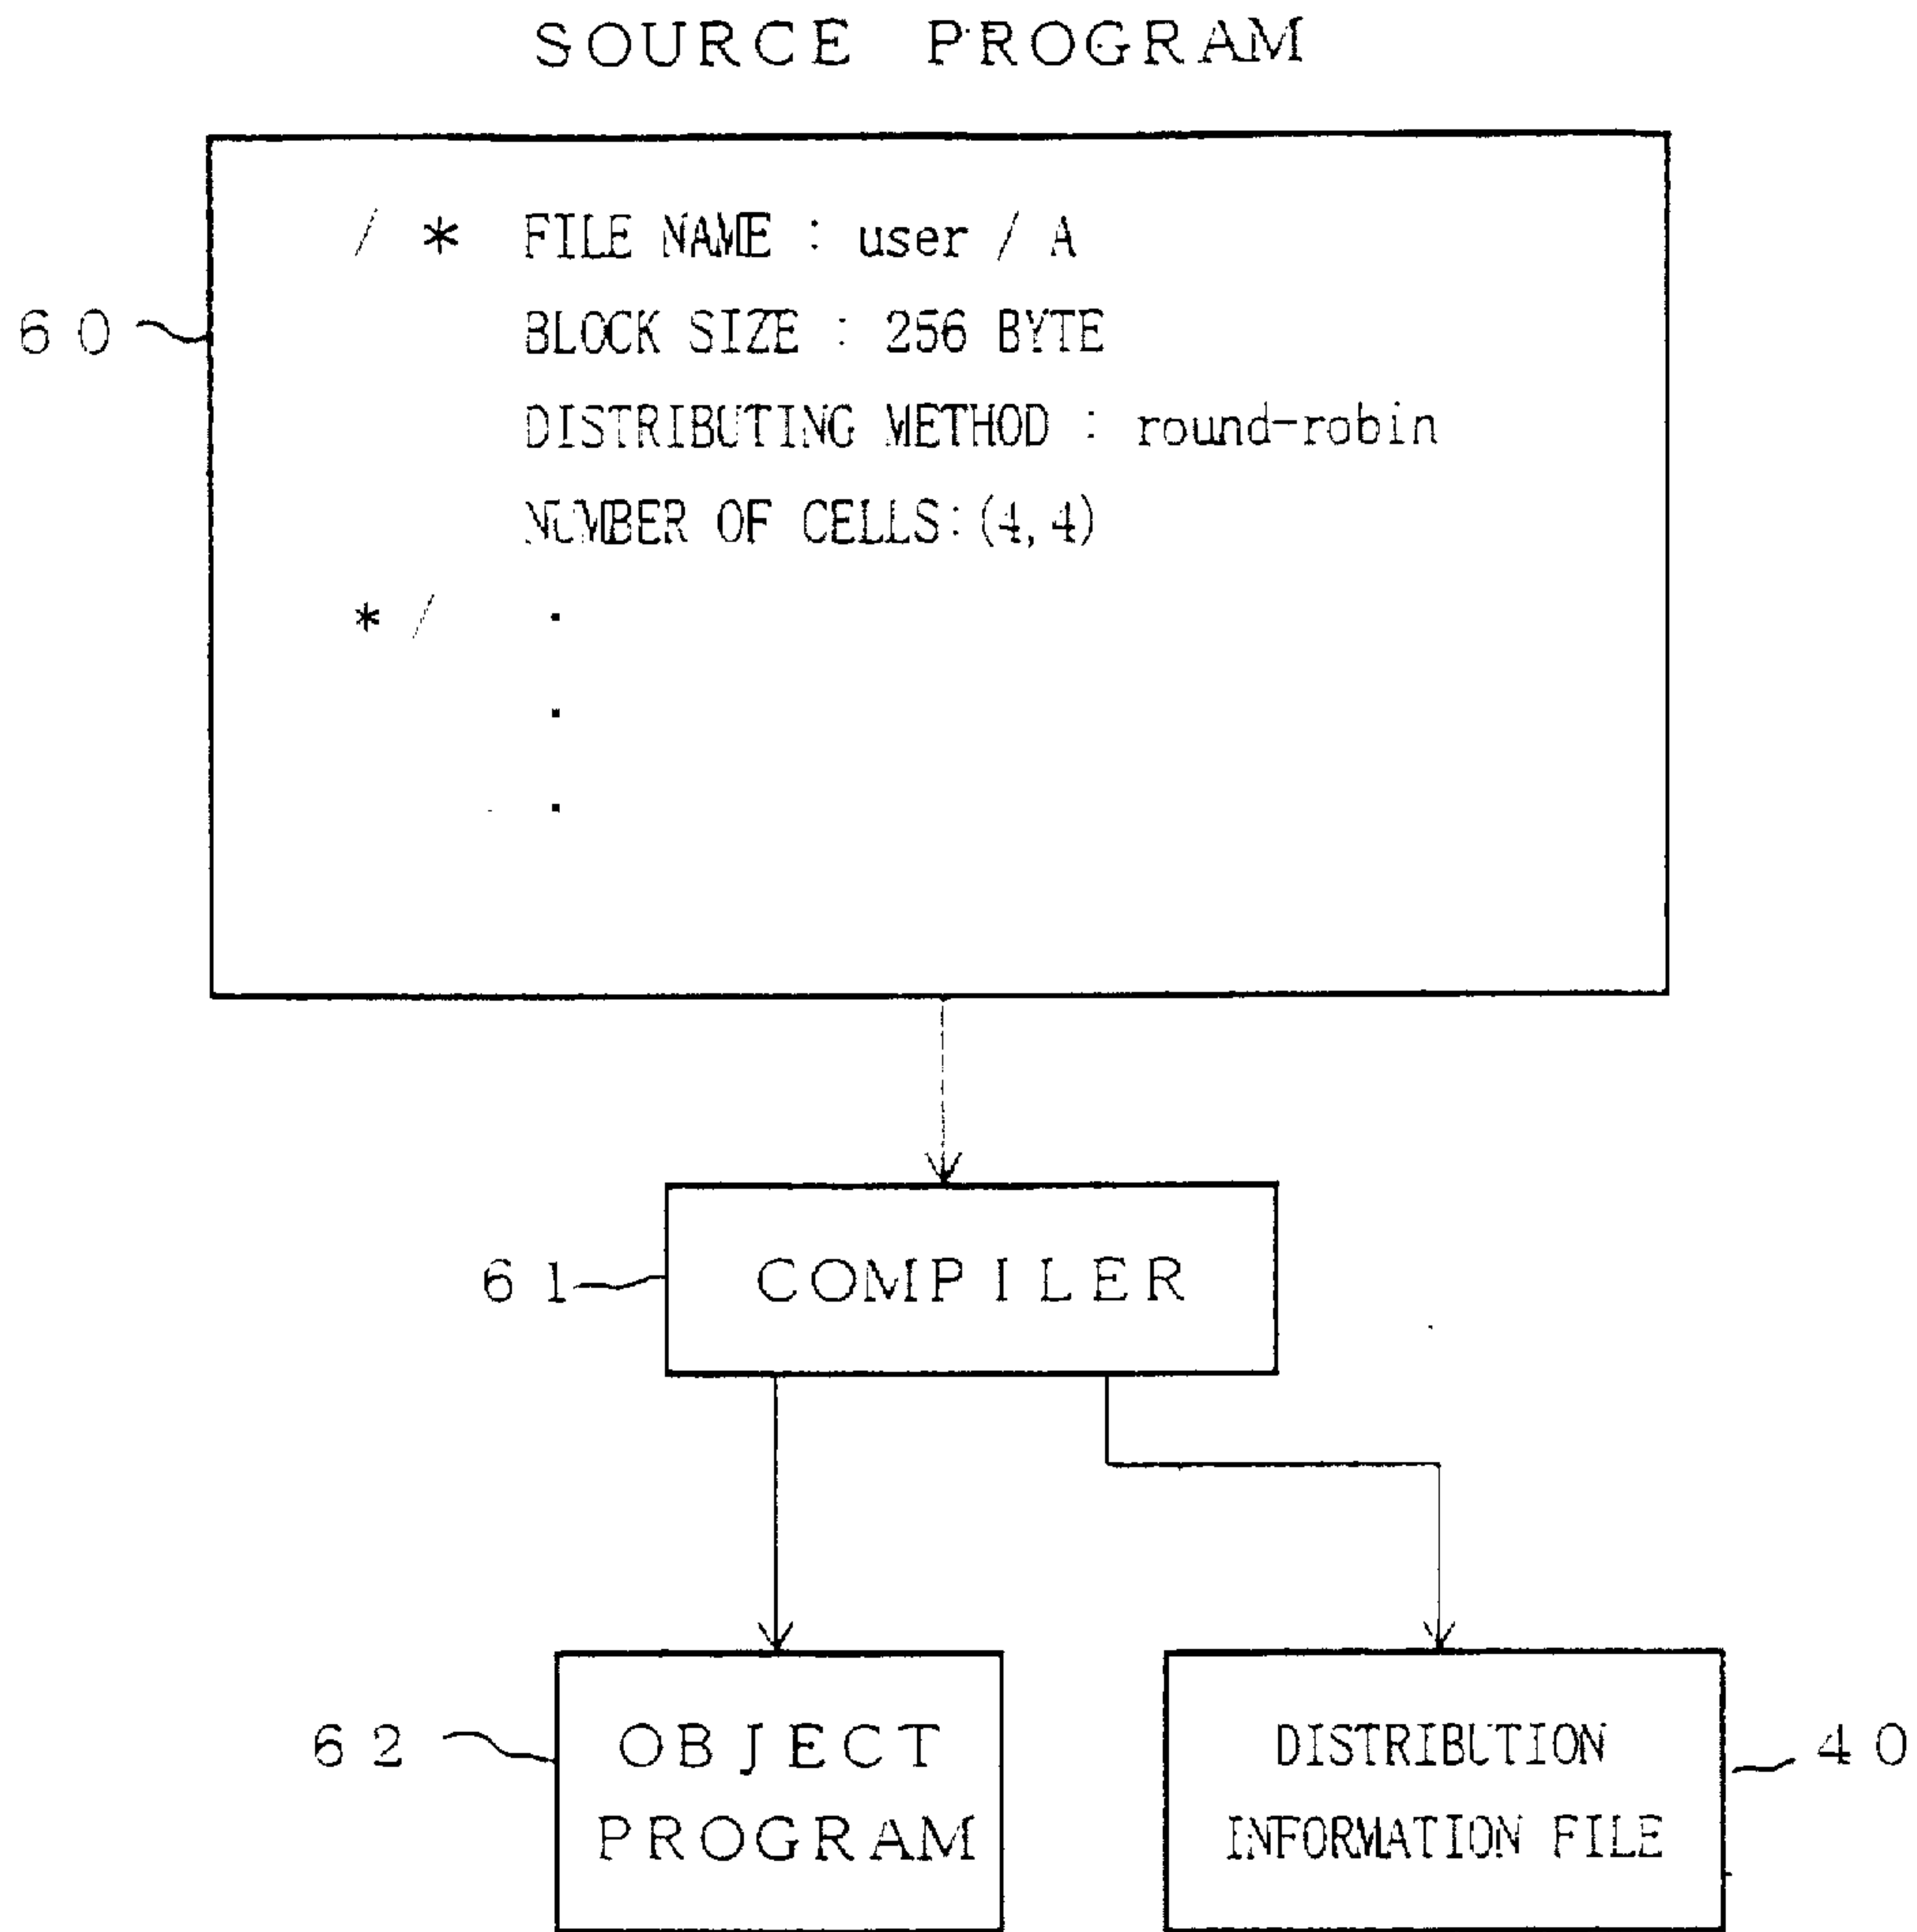 SOURCE PROGRAM
/ * FILE NAME : user / A
60
BLOCK SIZE : 256 BYTE
DISTRIBUTING METHOD : round-robin
NUMBER OF CELLS:(4,4)
* / .
.
.
61
COMPILER
62
OBJECT
PROGRAM
DISTRIBUTION
INFORMATION FILE
40